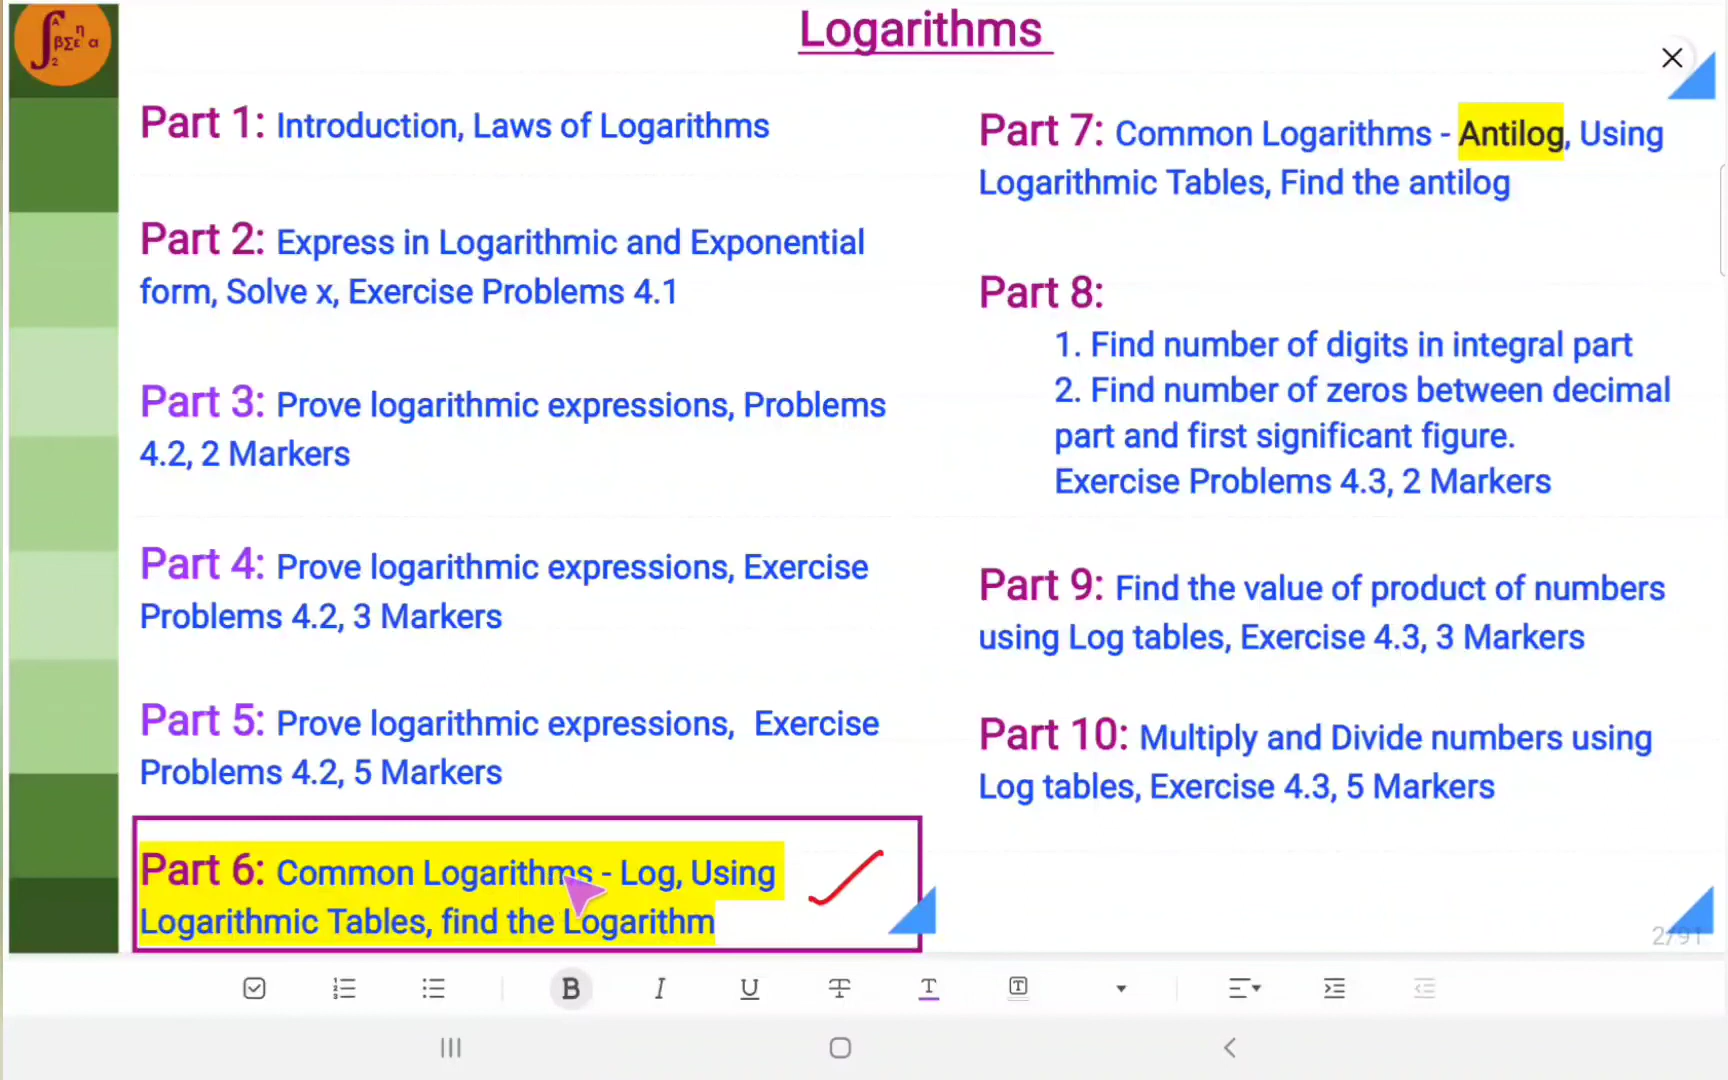 Logarithms
Part 1: Introduction, Laws of Logarithms
Part 2: Express in Logarithmic and Exponential
form, Solve x, Exercise Problems 4.1
Part 3: Prove logarithmic expressions, Problems
4.2, 2 Markers
Part 4: Prove logarithmic expressions, Exercise
Problems 4.2, 3 Markers
Part 5: Prove logarithmic expressions, Exercise
Problems 4.2, 5 Markers
Part 6: Common Logarithms - Log, Using
Logarithmic Tables, find the Logarithm
Part 7: Common Logarithms - Antilog, Using
Logarithmic Tables, Find the antilog
Part 8:
1. Find number of digits in integral part
2. Find number of zeros between decimal
part and first significant figure.
Exercise Problems 4.3, 2 Markers
Part 9: Find the value of product of numbers
using Log tables, Exercise 4.3, 3 Markers
Part 10: Multiply and Divide numbers using
Log tables, Exercise 4.3, 5 Markers
2/91